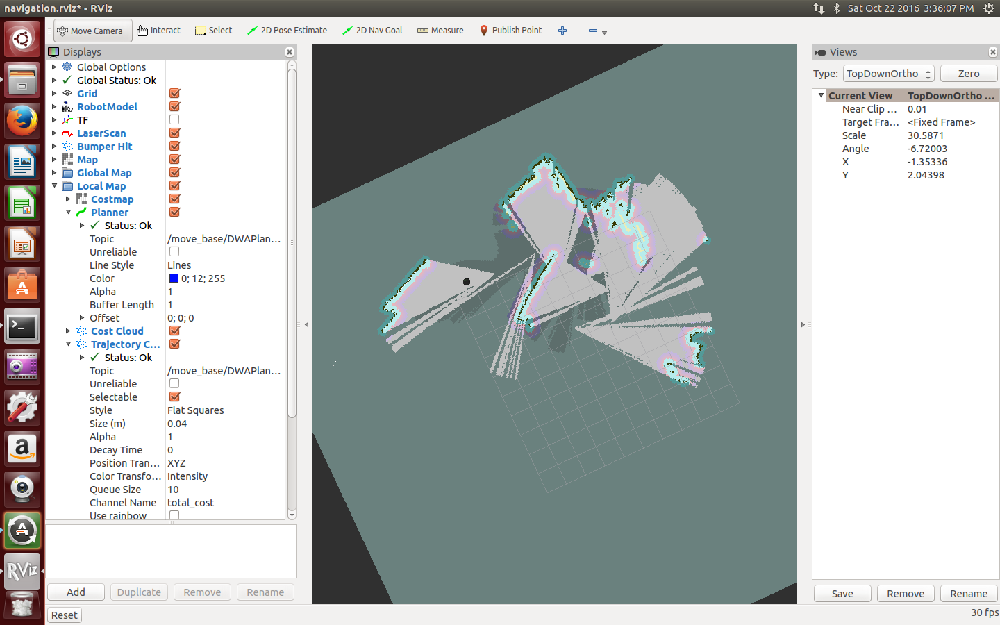 navigation.rviz* - RViz
Sat Oct 22 2016 3:36:07 PM
Move Camera Interact Select 2D Pose Estimate 2D Nav Goal Measure Publish Point
Displays
Global Options
Global Status: Ok
Grid
RobotModel
TF
LaserScan
Bumper Hit
Map
Global Map
Local Map
Costmap
Planner
Status: Ok
Topic /move_base/DWAPlan...
Unreliable
Line Style Lines
Color 0; 12; 255
Alpha 1
Buffer Length 1
Offset 0; 0; 0
Cost Cloud
Trajectory C...
Status: Ok
Topic /move_base/DWAPlan...
Unreliable
Selectable
Style Flat Squares
Size (m) 0.04
Alpha 1
Decay Time 0
Position Tran... XYZ
Color Transfo... Intensity
Queue Size 10
Channel Name total_cost
Use rainbow
Add Duplicate Remove Rename
Reset
Views
Type: TopDownOrtho Zero
Current View TopDownOrtho ...
Near Clip ... 0.01
Target Fra... <Fixed Frame>
Scale 30.5871
Angle -6.72003
X -1.35336
Y 2.04398
Save Remove Rename
30 fps
RViz